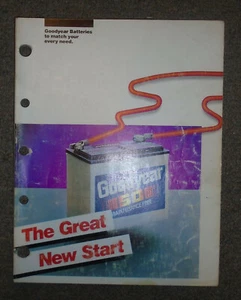 Goodyear Batteries
to match your
every need.
Goodyear
The Great
New Start